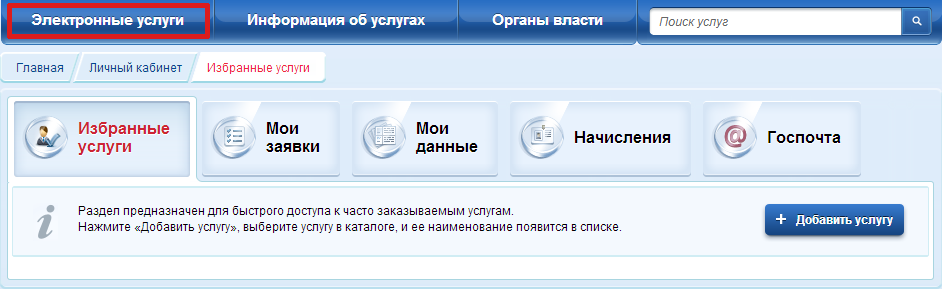 Электронные услуги
Информация об услугах
Органы власти
Поиск услуг
Главная
Личный кабинет
Избранные услуги
Избранные
услуги
Мои
заявки
Мои
данные
Начисления
@
Госпочта
i
Раздел предназначен для быстрого доступа к часто заказываемым услугам.
Нажмите «Добавить услугу», выберите услугу в каталоге, и ее наименование появится в списке.
+ Добавить услугу